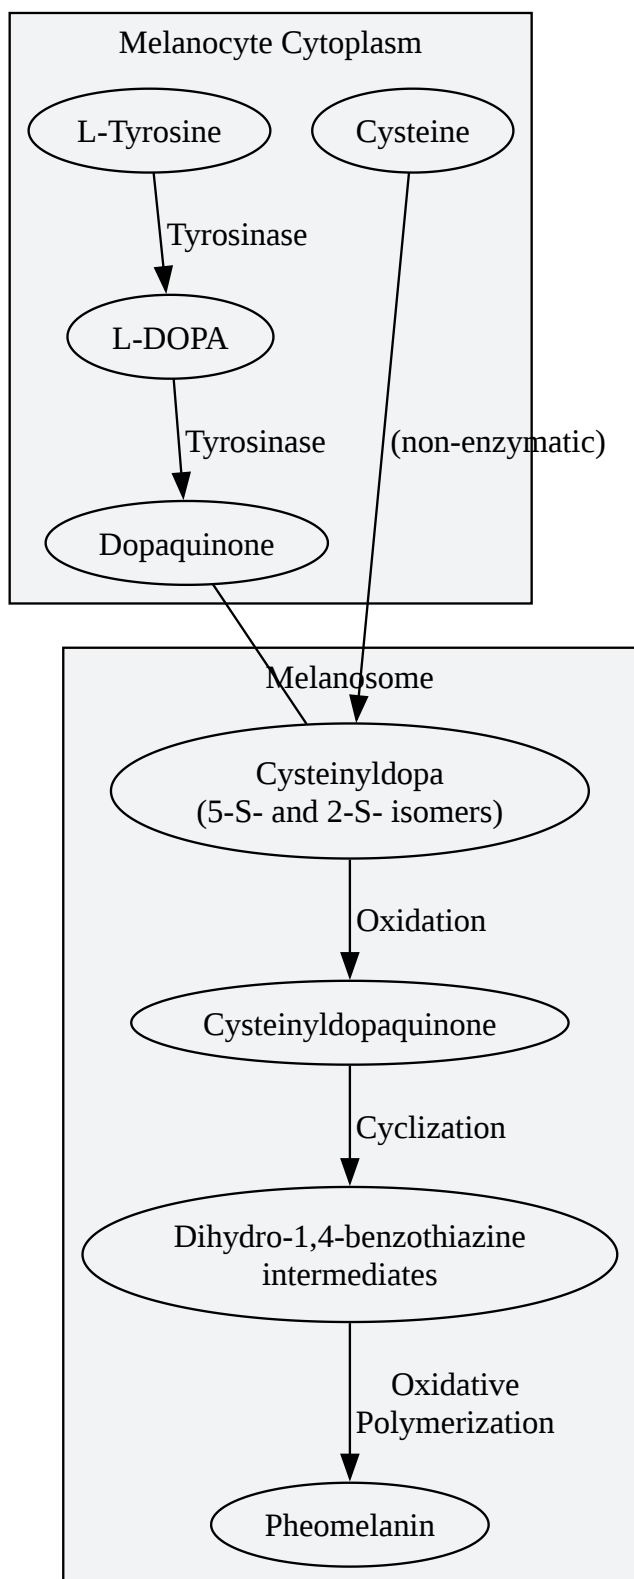 Melanocyte Cytoplasm
L-Tyrosine
Cysteine
Tyrosinase
L-DOPA
Tyrosinase
(non-enzymatic)
Dopaquinone
Melanosome
Cysteinyldopa
(5-S- and 2-S- isomers)
Oxidation
Cysteinyldopaquinone
Cyclization
Dihydro-1,4-benzothiazine
intermediates
Oxidative
Polymerization
Pheomelanin